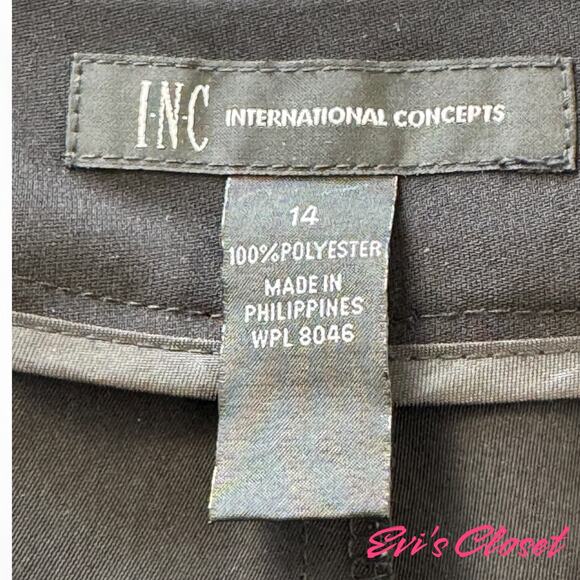 I·N·C INTERNATIONAL CONCEPTS
14
100%POLYESTER
MADE IN
PHILIPPINES
WPL 8046
Evi's Closet